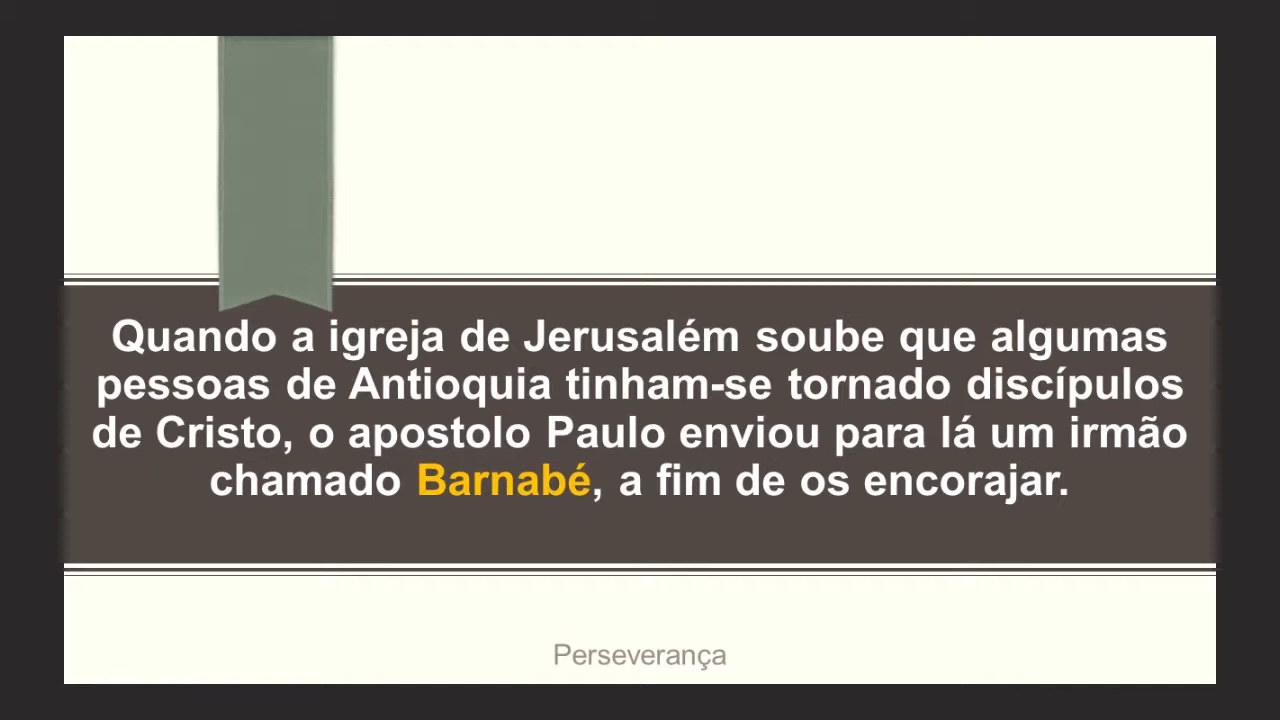 Quando a igreja de Jerusalém soube que algumas
pessoas de Antioquia tinham-se tornado discípulos
de Cristo, o apostolo Paulo enviou para lá um irmão
chamado Barnabé, a fim de os encorajar.
Perseverança